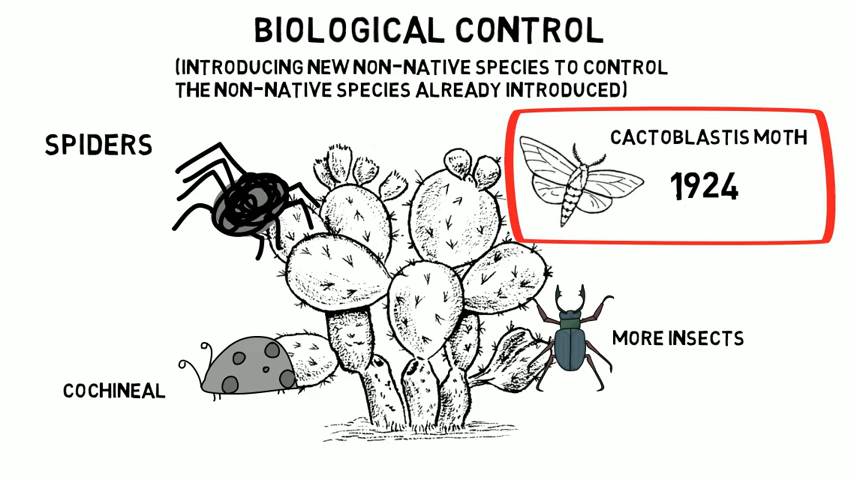 BIOLOGICAL CONTROL
(INTRODUCING NEW NON-NATIVE SPECIES TO CONTROL
THE NON-NATIVE SPECIES ALREADY INTRODUCED)
SPIDERS
CACTOBLASTIS MOTH
1924
MORE INSECTS
COCHINEAL